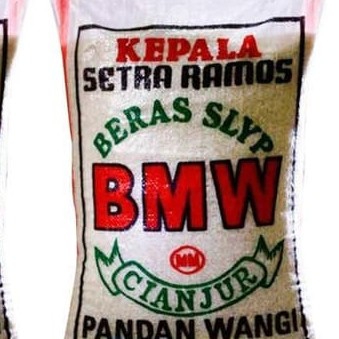 KEPALA
SETRA RAMOS
BERAS SLYP
BMW
MM
CIANJUR
PANDAN WANGI